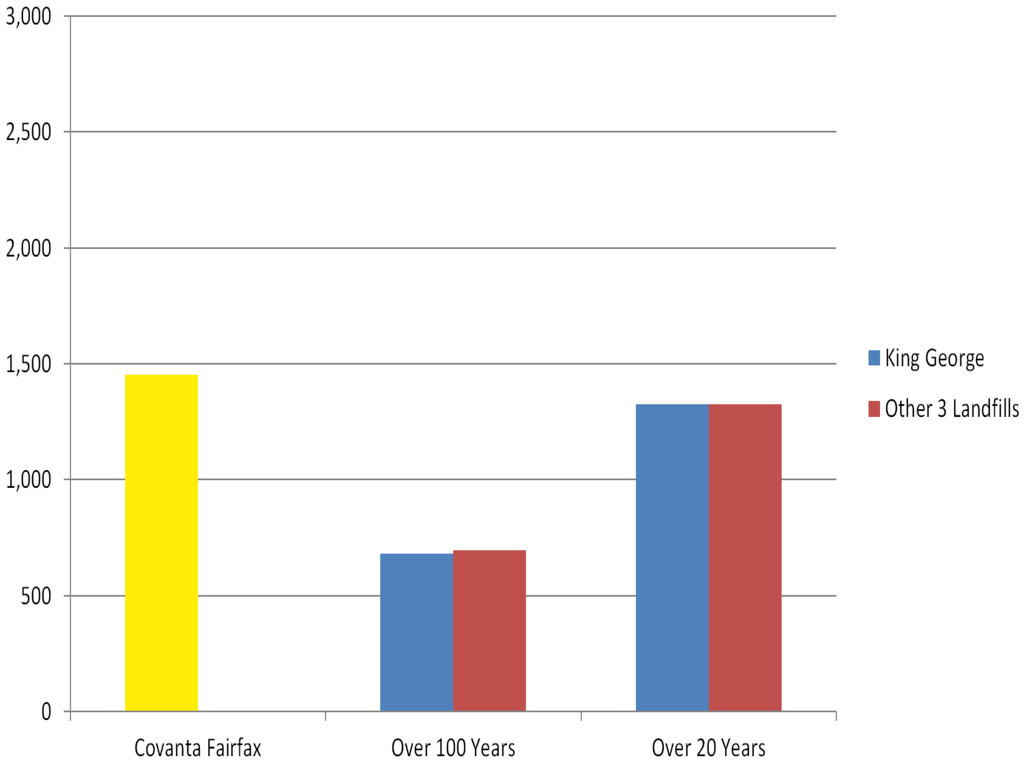 3,000
2,500
2,000
1,500
1,000
500
0
Covanta Fairfax
Over 100 Years
Over 20 Years
King George
Other 3 Landfills